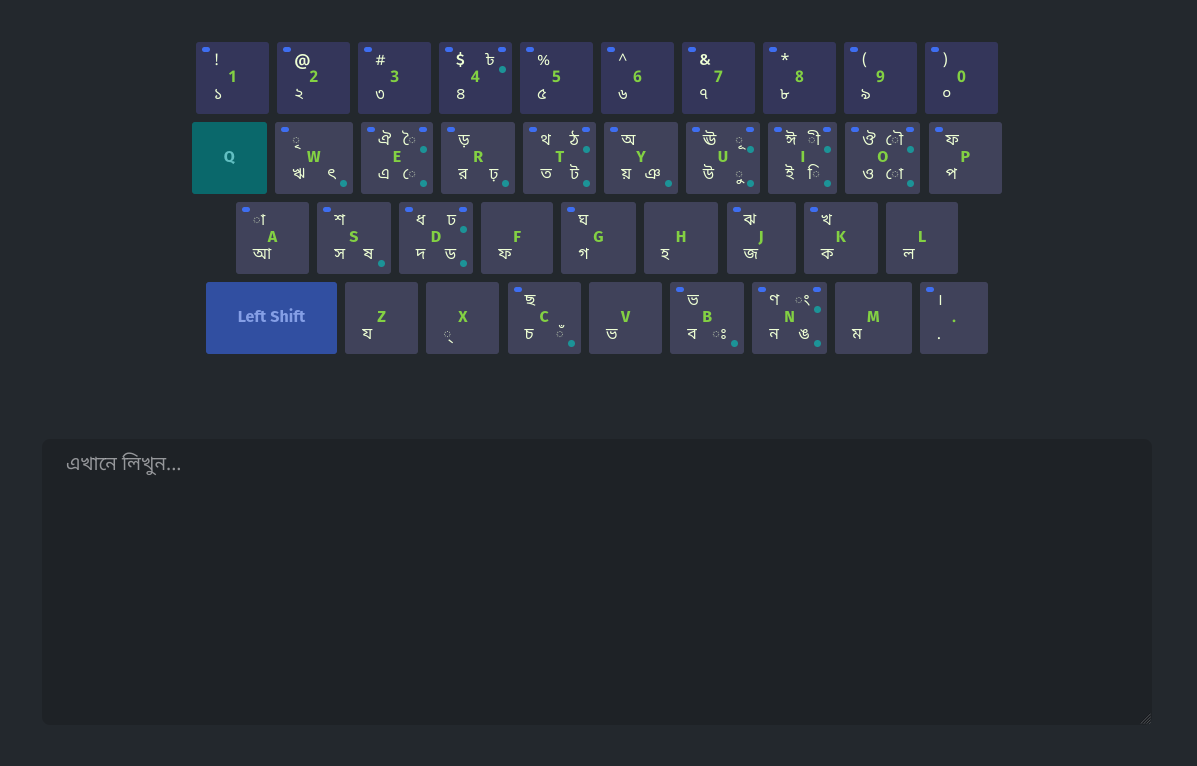 ! @ # $ ৳ % ^ & * ( )
1 2 3 4 5 6 7 8 9 0
১ ২ ৩ ৪ ৫ ৬ ৭ ৮ ৯ ০
ৃ ঐ ৈ ড় থ ঠ অ ঊ ূ ঈ ী ঔ ৌ ফ
Q W E R T Y U I O P
ঋ ৎ এ ে র ঢ় ত ট য় ঞ উ ু ই ি ও ো প
া শ ধ ঢ ঘ ঝ খ
A S D F G H J K L
আ স ষ দ ড ফ গ হ জ ক ল
ছ ভ ণ ং ।
Left Shift Z X C V B N M .
য ্ চ ঁ ভ ব ঃ ন ঙ ম .
এখানে লিখুন...